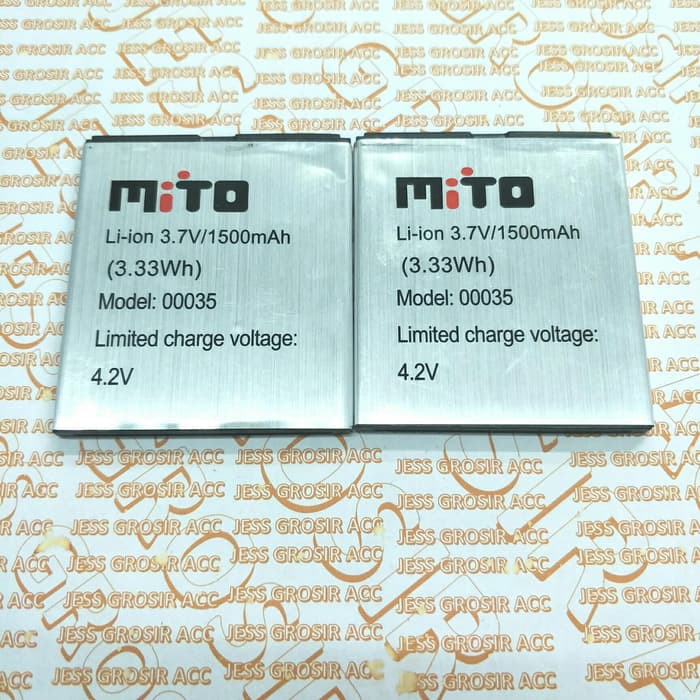 MiTO
Li-ion 3.7V/1500mAh
(3.33Wh)
Model: 00035
Limited charge voltage:
4.2V
MiTO
Li-ion 3.7V/1500mAh
(3.33Wh)
Model: 00035
Limited charge voltage:
4.2V
JESS GROSIR ACC